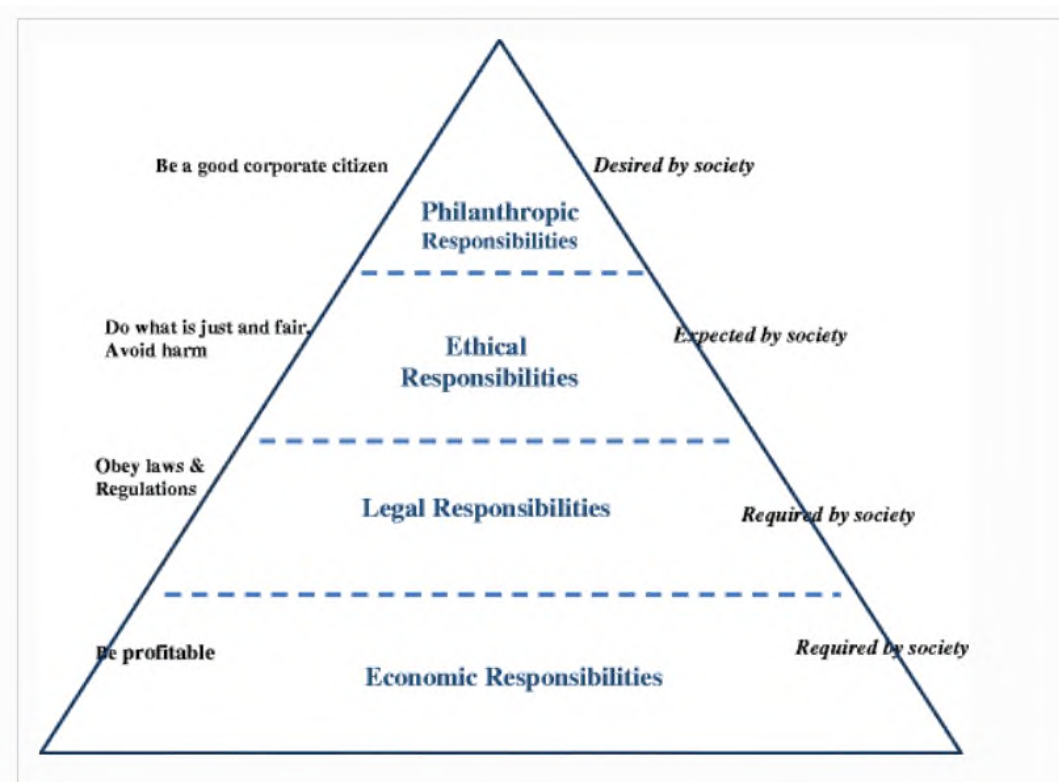 Be a good corporate citizen
Desired by society
Philanthropic
Responsibilities
Do what is just and fair,
Avoid harm
Expected by society
Ethical
Responsibilities
Obey laws &
Regulations
Legal Responsibilities
Required by society
Be profitable
Required by society
Economic Responsibilities